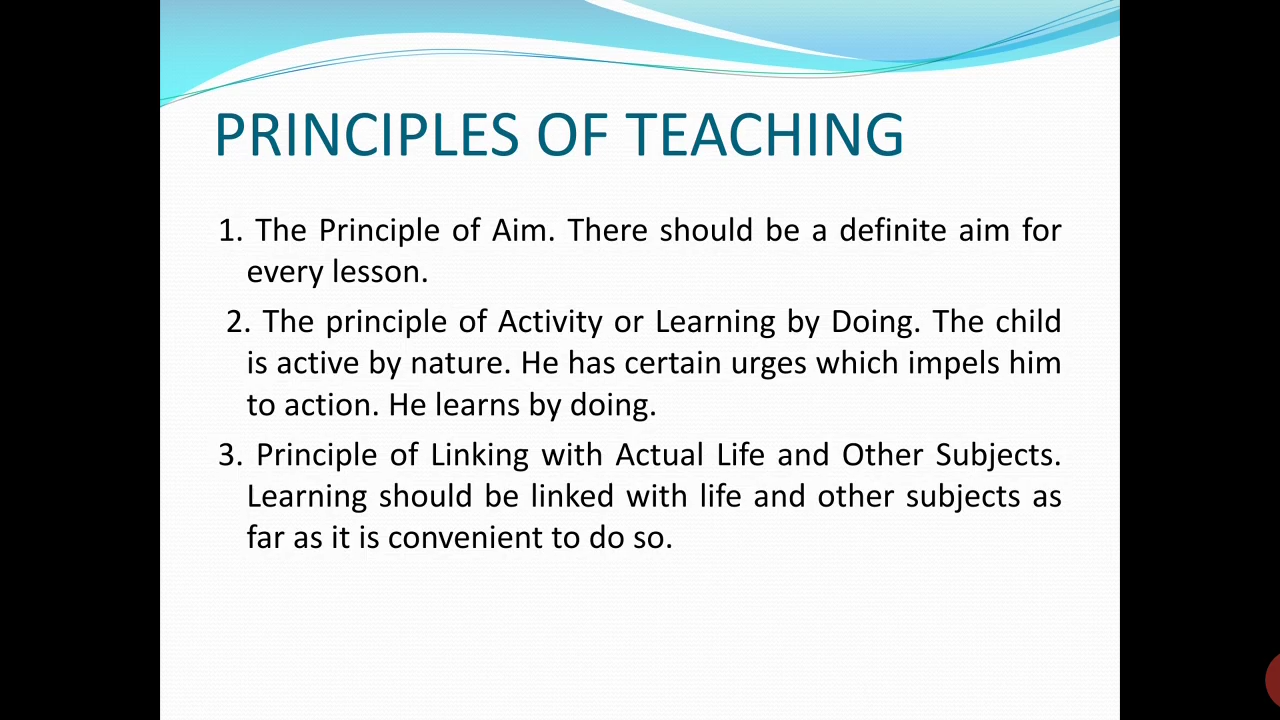 PRINCIPLES OF TEACHING
1. The Principle of Aim. There should be a definite aim for
every lesson.
2. The principle of Activity or Learning by Doing. The child
is active by nature. He has certain urges which impels him
to action. He learns by doing.
3. Principle of Linking with Actual Life and Other Subjects.
Learning should be linked with life and other subjects as
far as it is convenient to do so.